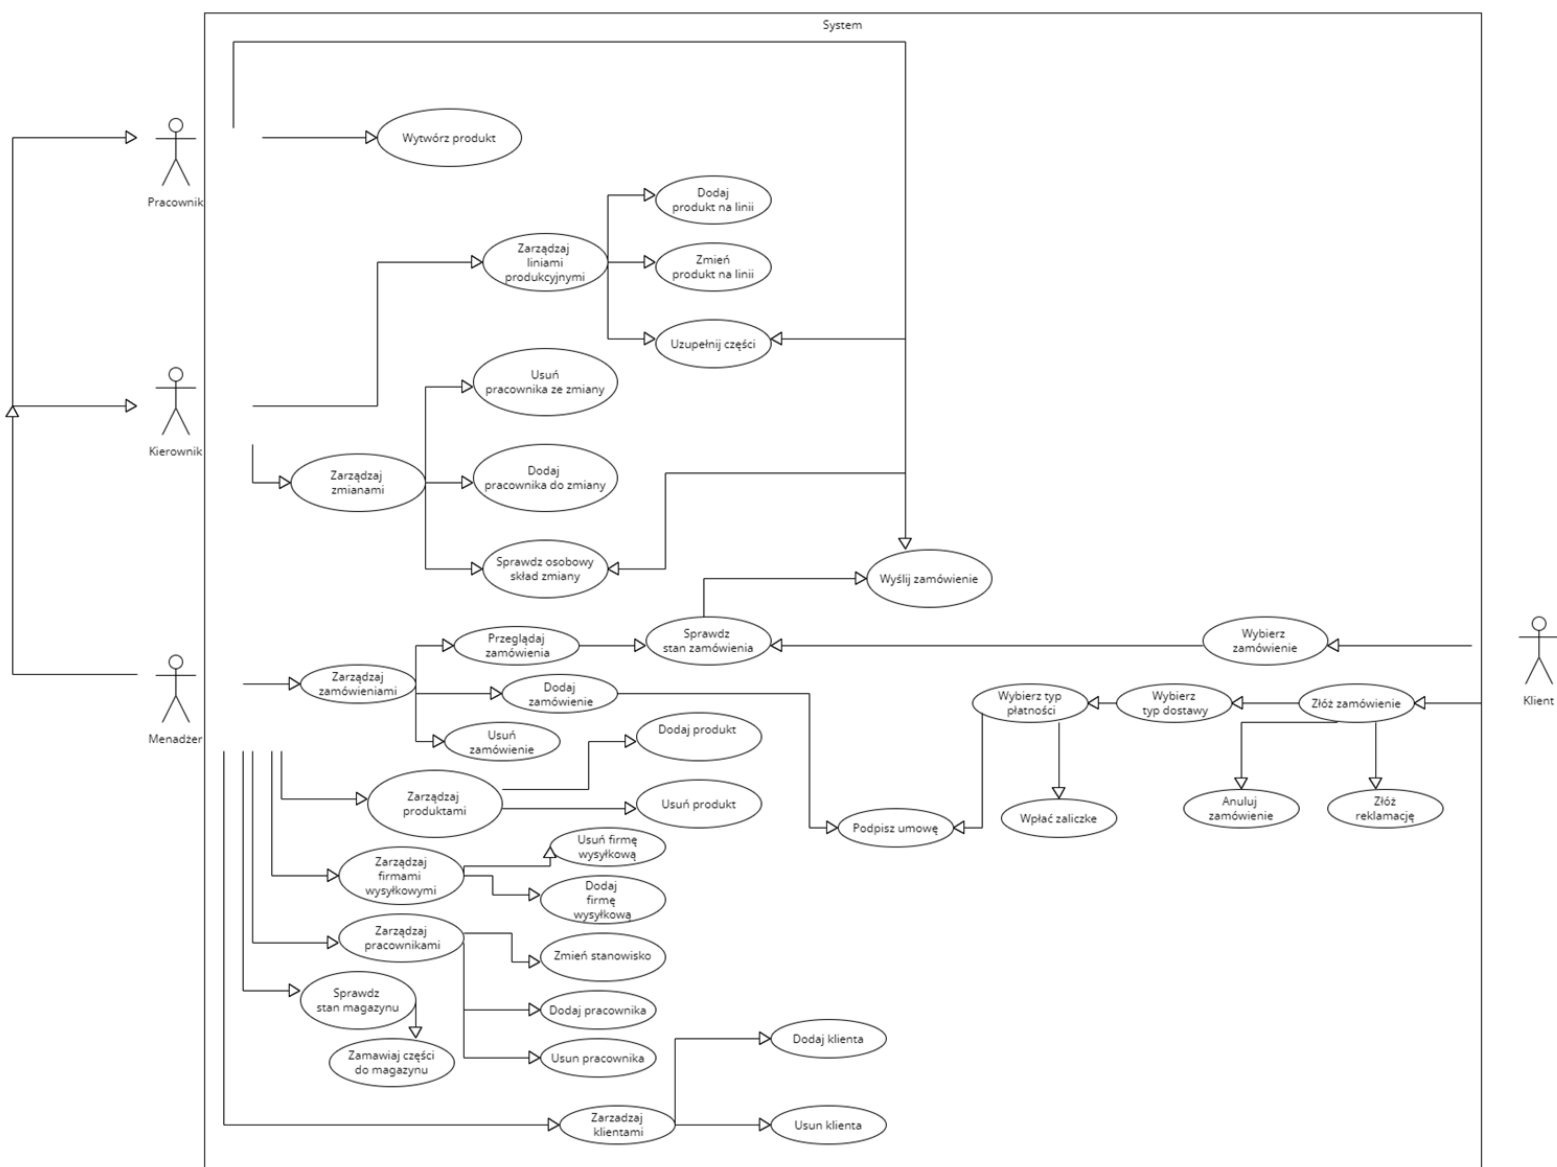 System
Wytwórz produkt
Pracownik
Dodaj
produkt na linii
Zarządzaj
liniami
produkcyjnymi
Zmień
produkt na linii
Uzupełnij części
Usuń
pracownika ze zmiany
Kierownik
Zarządzaj
zmianami
Dodaj
pracownika do zmiany
Sprawdz osobowy
skład zmiany
Wyślij zamówienie
Przeglądaj
zamówienia
Sprawdz
stan zamówienia
Wybierz
zamówienie
Zarządzaj
zamówieniami
Dodaj
zamówienie
Wybierz typ
płatności
Wybierz
typ dostawy
Złóż zamówienie
Klient
Menadżer
Usuń
zamówienie
Dodaj produkt
Zarządzaj
produktami
Usuń produkt
Podpisz umowę
Wpłać zaliczke
Anuluj
zamówienie
Złóż
reklamację
Usuń firmę
wysyłkową
Zarządzaj
firmami
wysyłkowymi
Dodaj
firmę
wysyłkową
Zarządzaj
pracownikami
Zmień stanowisko
Sprawdz
stan magazynu
Dodaj pracownika
Zamawiaj części
do magazynu
Usun pracownika
Dodaj klienta
Zarzadzaj
klientami
Usun klienta